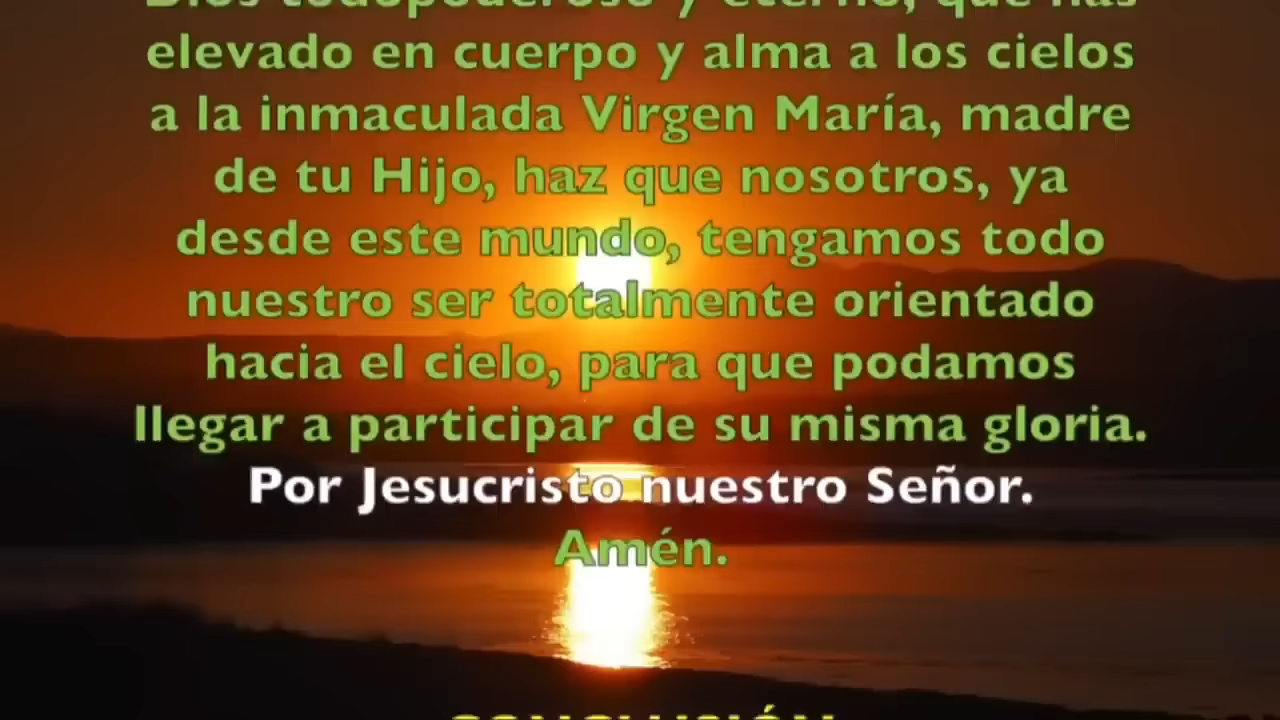 Dios todopoderoso y eterno, que has
elevado en cuerpo y alma a los cielos
a la inmaculada Virgen María, madre
de tu Hijo, haz que nosotros, ya
desde este mundo, tengamos todo
nuestro ser totalmente orientado
hacia el cielo, para que podamos
llegar a participar de su misma gloria.
Por Jesucristo nuestro Señor.
Amén.
CONCLUSIÓN